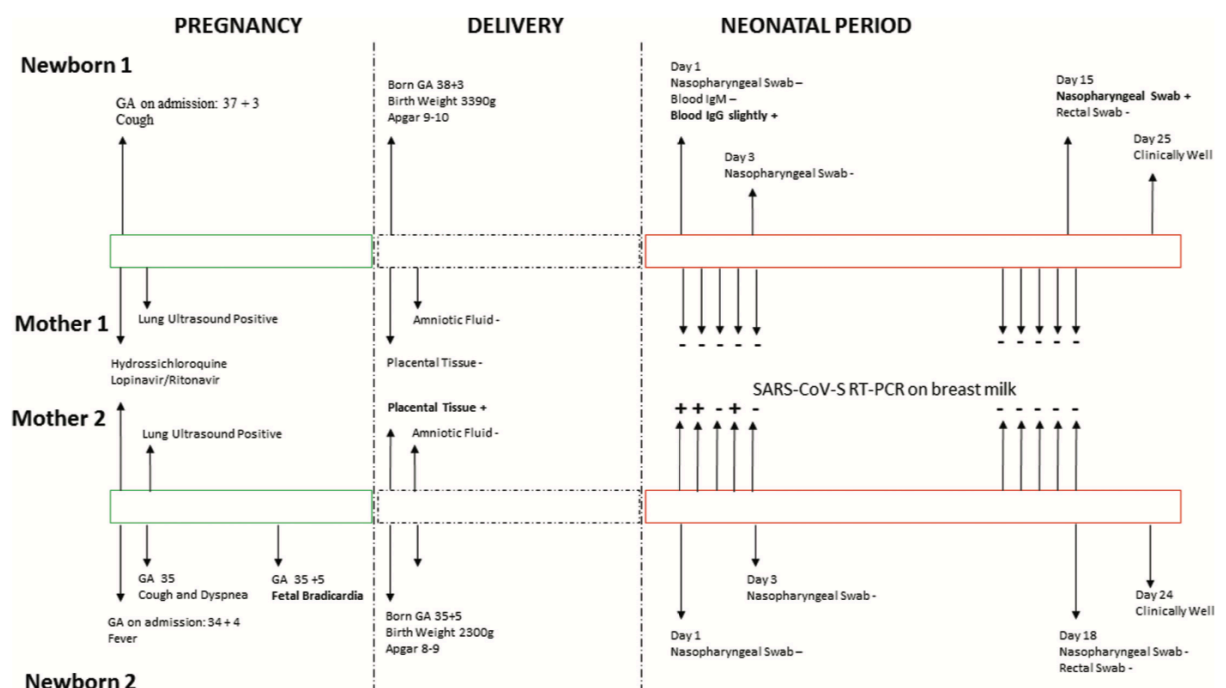 PREGNANCY
DELIVERY
NEONATAL PERIOD
Newborn 1
GA on admission: 37 + 3
Cough
Born GA 38+3
Birth Weight 3390g
Apgar 9-10
Day 1
Nasopharyngeal Swab –
Blood IgM –
Blood IgG slightly +
Day 3
Nasopharyngeal Swab -
Day 15
Nasopharyngeal Swab +
Rectal Swab -
Day 25
Clinically Well
Mother 1
Lung Ultrasound Positive
Hydrossichloroquine
Lopinavir/Ritonavir
Amniotic Fluid -
Placental Tissue -
- - - - -
- - - - -
SARS-CoV-S RT-PCR on breast milk
Mother 2
Lung Ultrasound Positive
Placental Tissue +
Amniotic Fluid -
+ + - + -
- - - - -
GA 35
Cough and Dyspnea
GA on admission: 34 + 4
Fever
GA 35 +5
Fetal Bradicardia
Born GA 35+5
Birth Weight 2300g
Apgar 8-9
Day 1
Nasopharyngeal Swab –
Day 3
Nasopharyngeal Swab -
Day 18
Nasopharyngeal Swab -
Rectal Swab -
Day 24
Clinically Well
Newborn 2